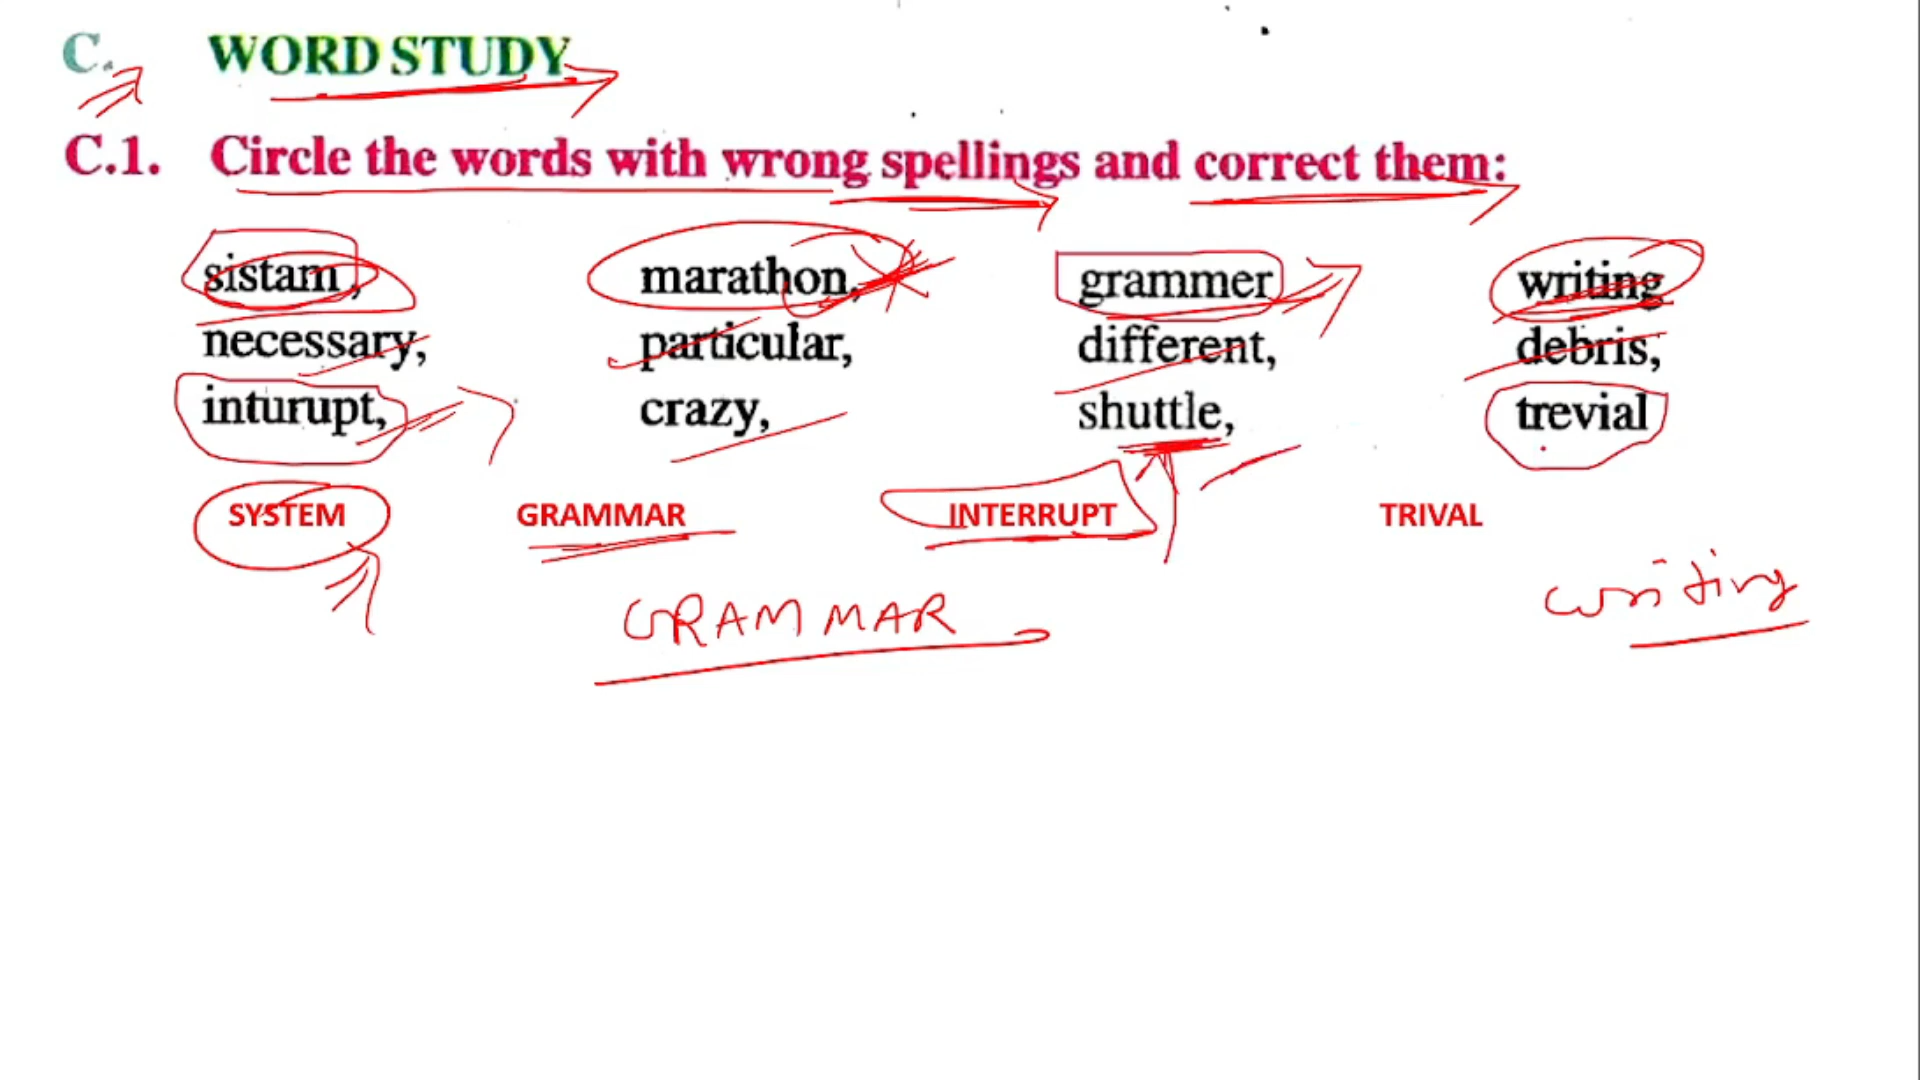 C. WORD STUDY
C.1. Circle the words with wrong spellings and correct them:
sistam, marathon, grammer writing
necessary, particular, different, debris,
inturupt, crazy, shuttle, trevial
SYSTEM GRAMMAR INTERRUPT TRIVAL
GRAMMAR writing